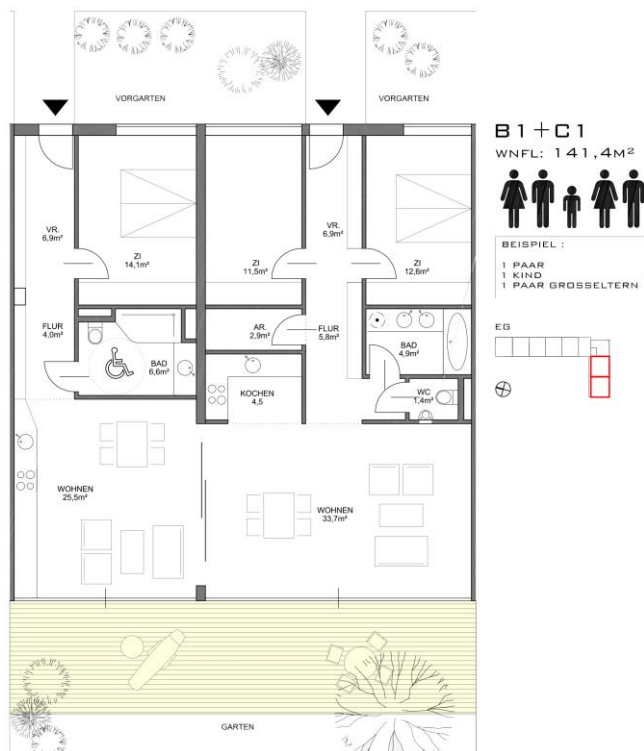 VORGARTEN
VORGARTEN
VR.
6,9m²
ZI
14,1m²
ZI
11,5m²
VR.
6,9m²
ZI
12,6m²
FLUR
4,0m²
BAD
6,6m²
AR.
2,9m²
FLUR
5,8m²
BAD
4,9m²
KOCHEN
4,5
WC
1,4m²
WOHNEN
25,5m²
WOHNEN
33,7m²
GARTEN
B1+C1
WNFL: 141,4M²
BEISPIEL :
1 PAAR
1 KIND
1 PAAR GROSSELTERN
EG